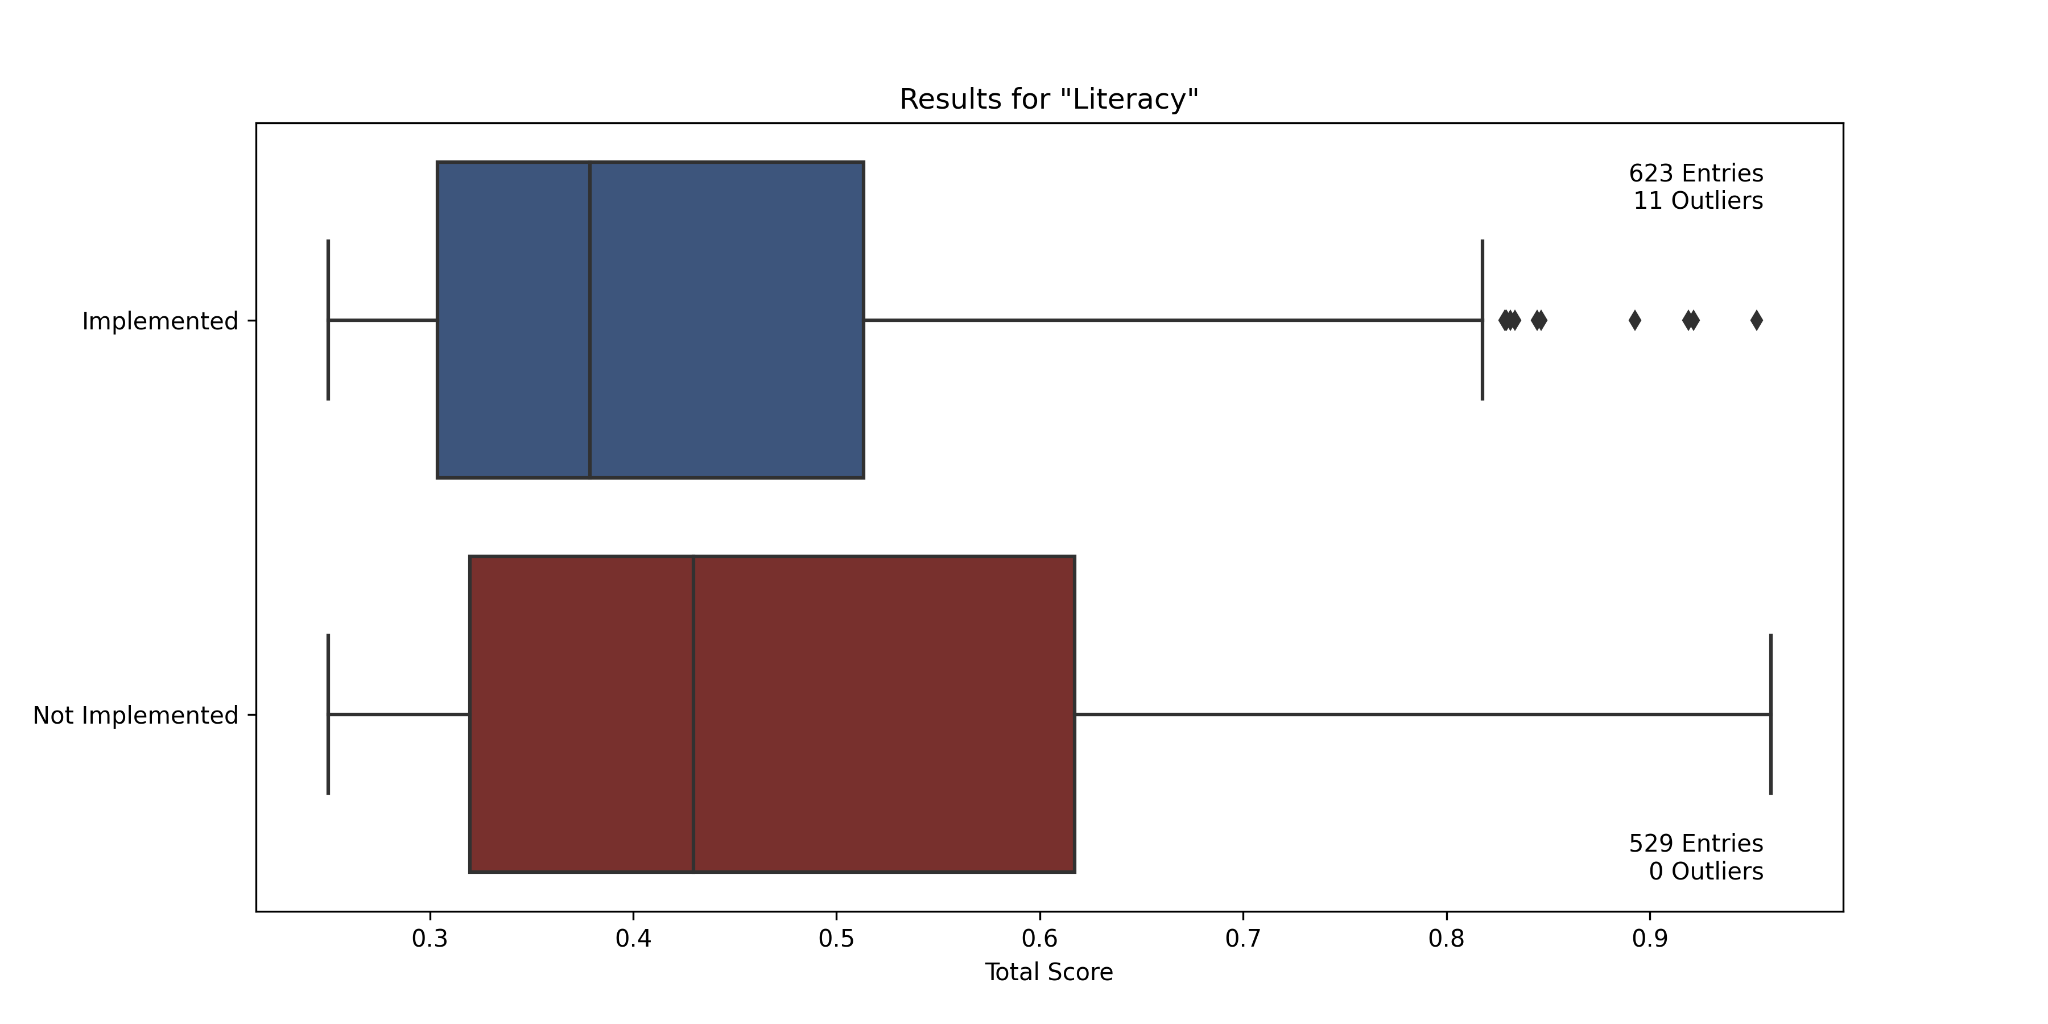 Results for "Literacy"
623 Entries
11 Outliers
Implemented
Not Implemented
529 Entries
0 Outliers
0.3 0.4 0.5 0.6 0.7 0.8 0.9
Total Score